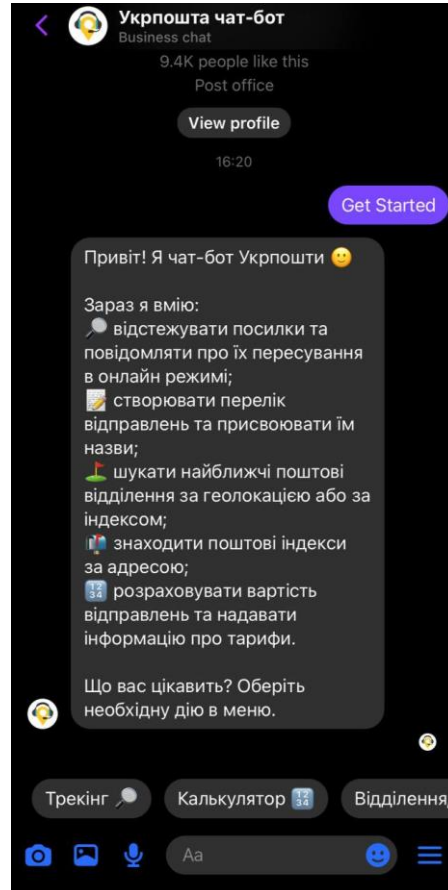 Укрпошта чат-бот
Business chat
9.4K people like this
Post office
View profile
16:20
Get Started
Привіт! Я чат-бот Укрпошти 🙂
Зараз я вмію:
🔎 відстежувати посилки та
повідомляти про їх пересування
в онлайн режимі;
📝 створювати перелік
відправлень та присвоювати їм
назви;
⛳ шукати найближчі поштові
відділення за геолокацією або за
індексом;
📬 знаходити поштові індекси
за адресою;
🔢 розраховувати вартість
відправлень та надавати
інформацію про тарифи.
Що вас цікавить? Оберіть
необхідну дію в меню.
Трекінг 🔎
Калькулятор 🔢
Відділення,
Aa